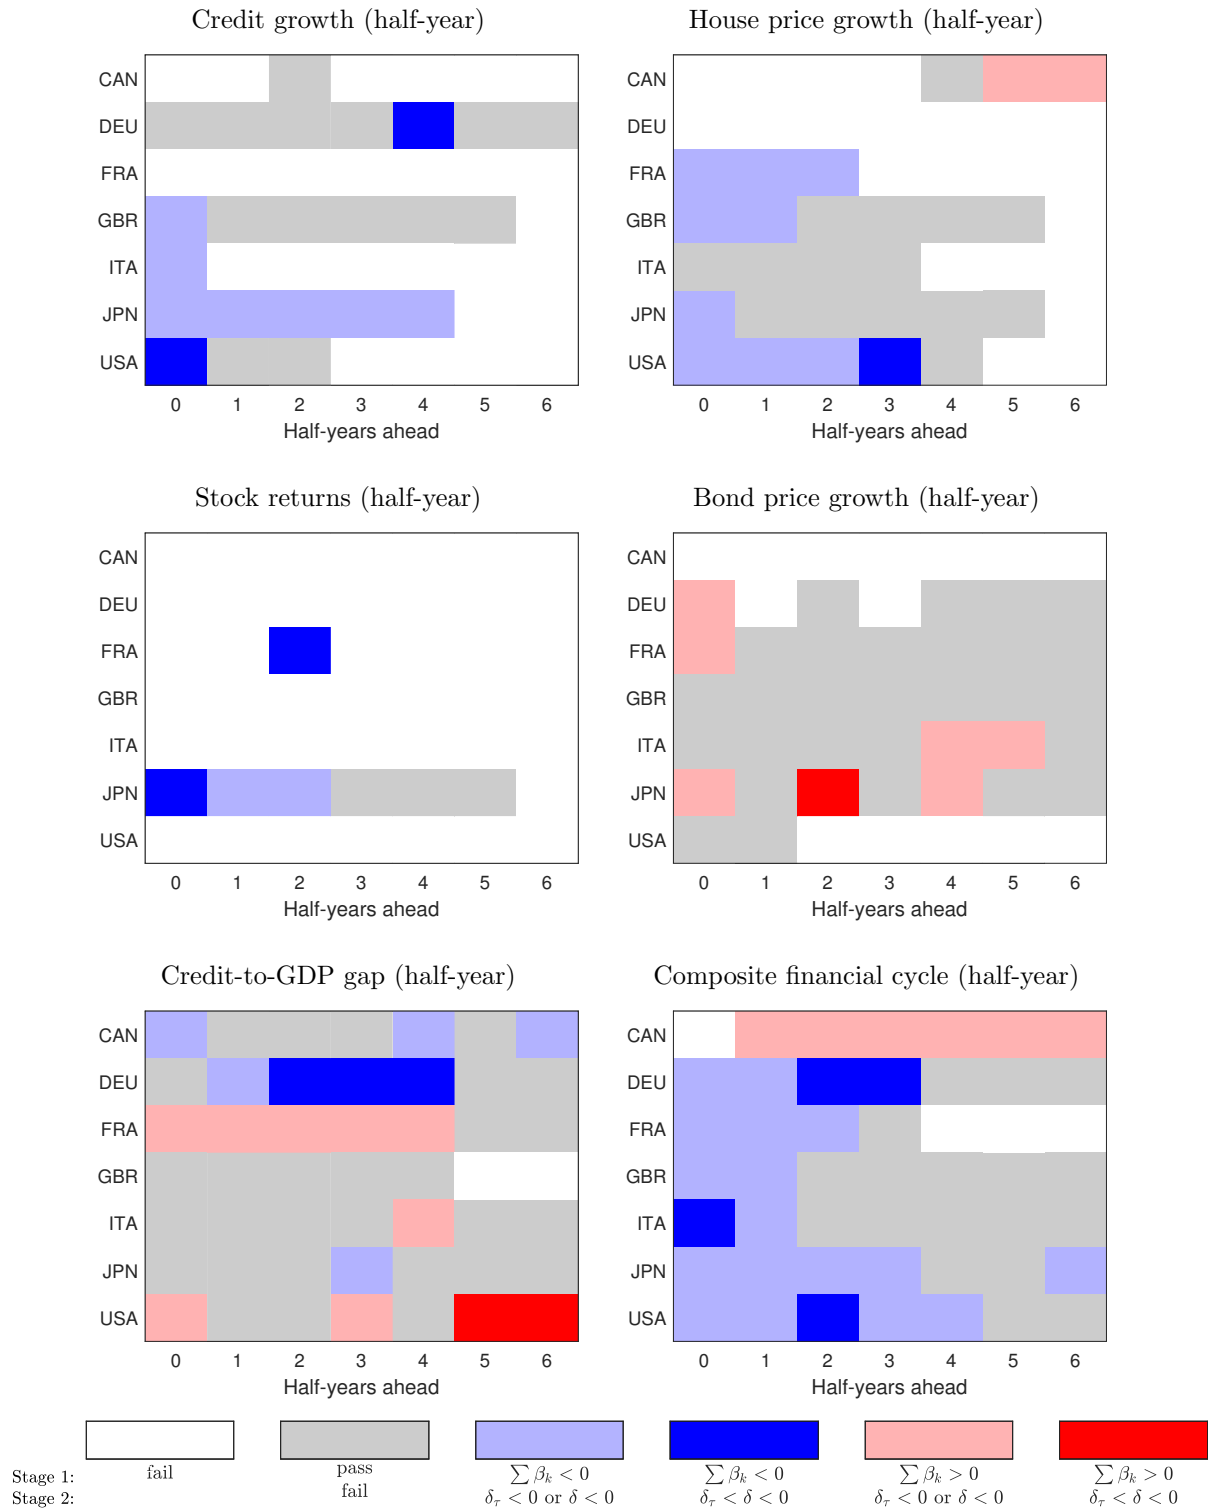 Credit growth (half-year)
CAN
DEU
FRA
GBR
ITA
JPN
USA
0 1 2 3 4 5 6
Half-years ahead
House price growth (half-year)
CAN
DEU
FRA
GBR
ITA
JPN
USA
0 1 2 3 4 5 6
Half-years ahead
Stock returns (half-year)
CAN
DEU
FRA
GBR
ITA
JPN
USA
0 1 2 3 4 5 6
Half-years ahead
Bond price growth (half-year)
CAN
DEU
FRA
GBR
ITA
JPN
USA
0 1 2 3 4 5 6
Half-years ahead
Credit-to-GDP gap (half-year)
CAN
DEU
FRA
GBR
ITA
JPN
USA
0 1 2 3 4 5 6
Half-years ahead
Composite financial cycle (half-year)
CAN
DEU
FRA
GBR
ITA
JPN
USA
0 1 2 3 4 5 6
Half-years ahead
Stage 1: fail pass ∑ βₖ < 0 ∑ βₖ < 0 ∑ βₖ > 0 ∑ βₖ > 0
Stage 2: fail δ_τ < 0 or δ < 0 δ_τ < δ < 0 δ_τ < 0 or δ < 0 δ_τ < δ < 0